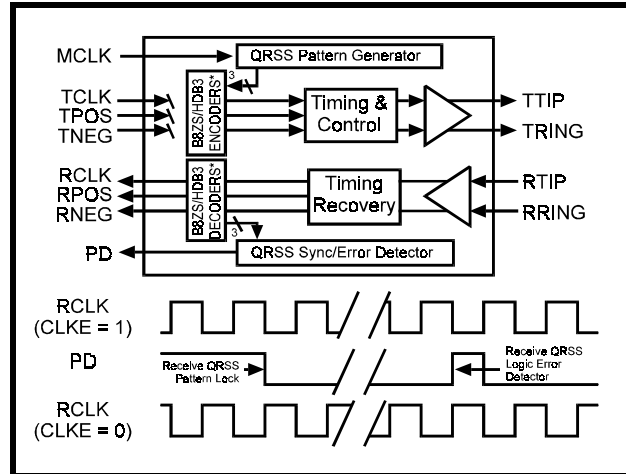 MCLK
QRSS Pattern Generator
3
TCLK
TPOS
TNEG
B8ZS/HDB3
ENCODERS*
Timing &
Control
TTIP
TRING
RCLK
RPOS
RNEG
B8ZS/HDB3
DECODERS*
Timing
Recovery
RTIP
RRING
3
PD
QRSS Sync/Error Detector
RCLK
(CLKE = 1)
PD
Receive QRSS
Pattern Lock
Receive QRSS
Logic Error
Detector
RCLK
(CLKE = 0)